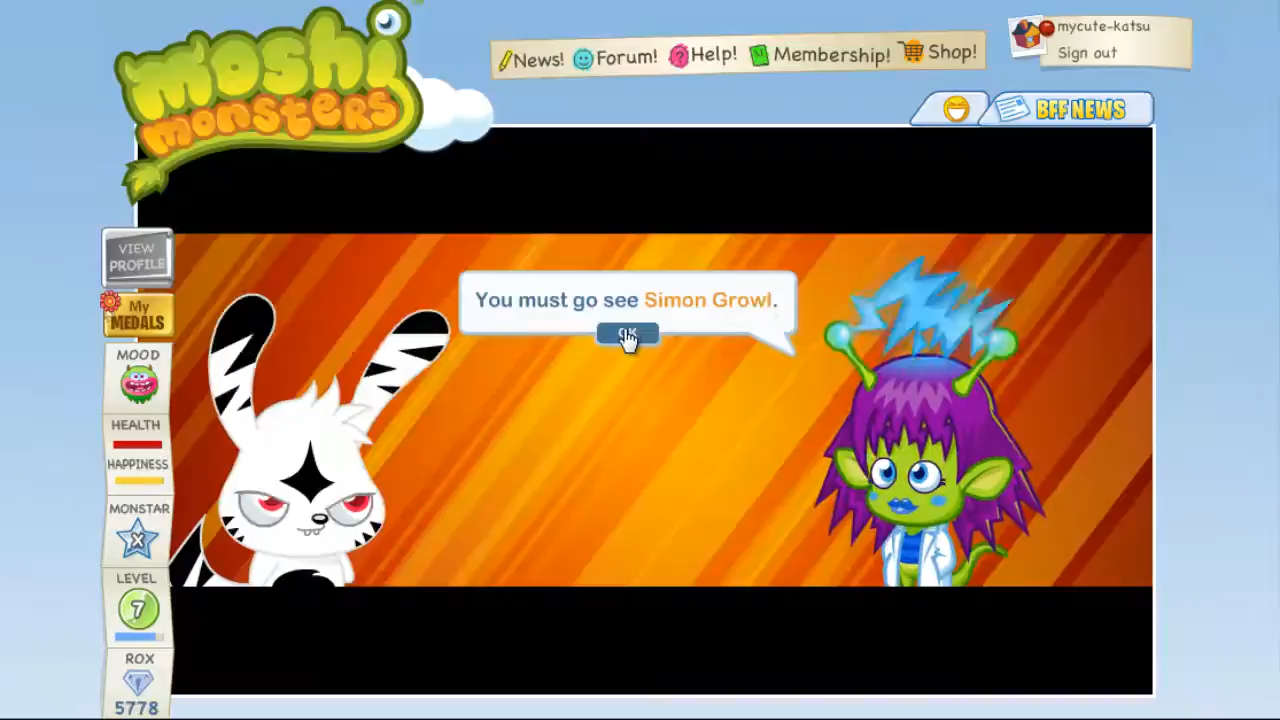 moshi
monsters
News!
Forum!
Help!
Membership!
Shop!
mycute-katsu
Sign out
BFF NEWS
VIEW
PROFILE
My
MEDALS
MOOD
HEALTH
HAPPINESS
MONSTAR
X
LEVEL
7
ROX
5778
You must go see Simon Growl.
OK